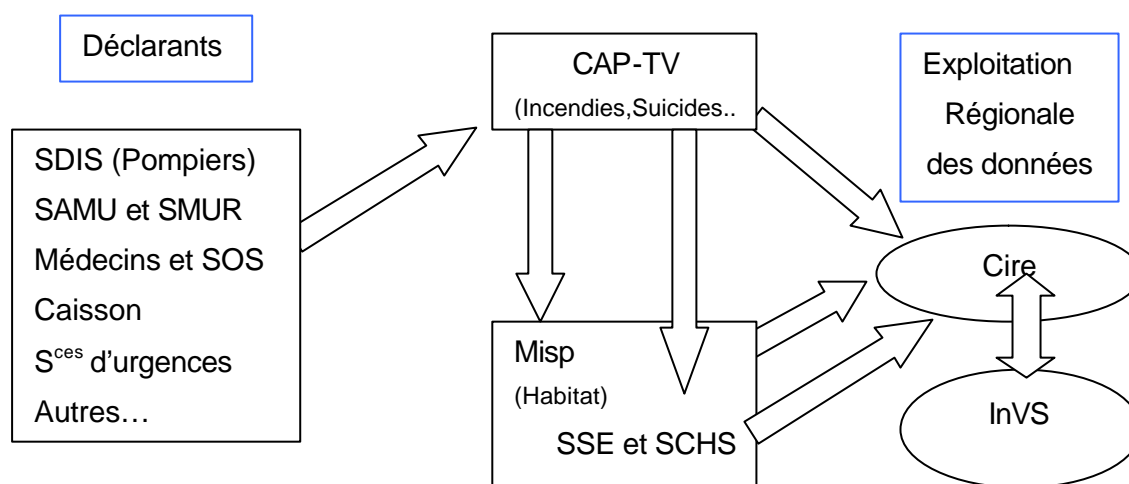 Déclarants
SDIS (Pompiers)
SAMU et SMUR
Médecins et SOS
Caisson
Sces d'urgences
Autres…
CAP-TV
(Incendies,Suicides..
Misp
(Habitat)
SSE et SCHS
Exploitation
Régionale
des données
Cire
InVS